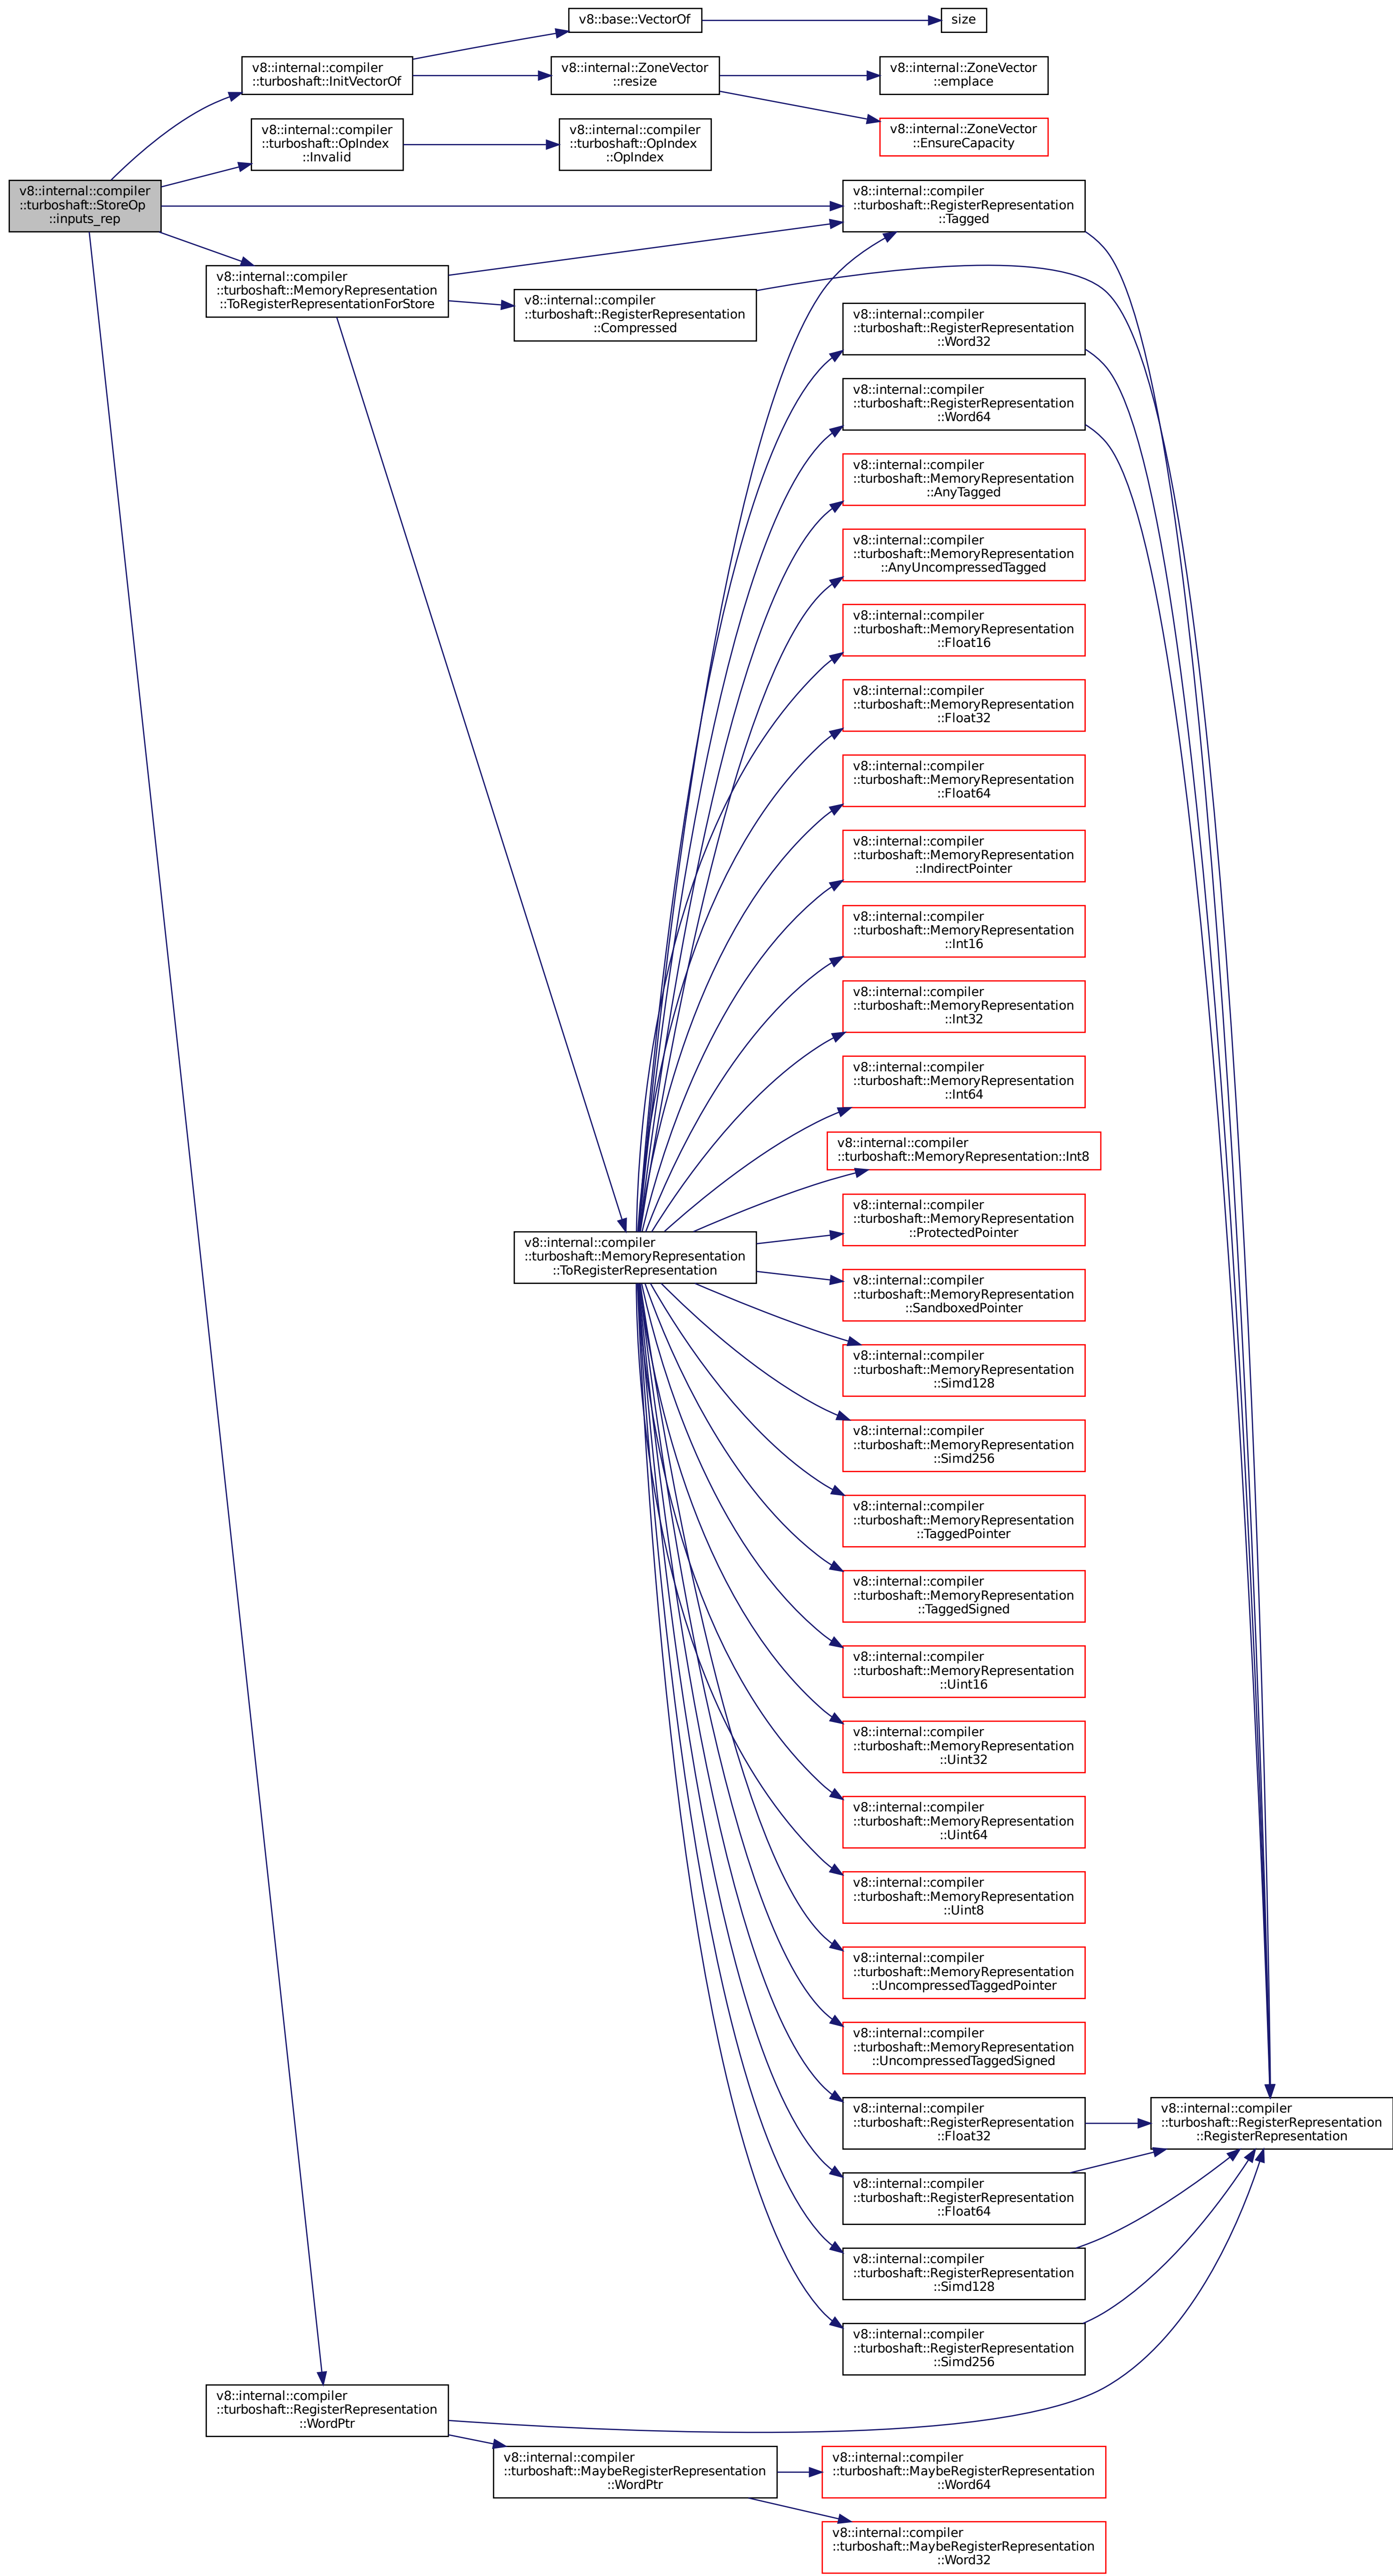 v8::base::VectorOf
size
v8::internal::compiler
::turboshaft::InitVectorOf
v8::internal::ZoneVector
::resize
v8::internal::ZoneVector
::emplace
v8::internal::ZoneVector
::EnsureCapacity
v8::internal::compiler
::turboshaft::OpIndex
::Invalid
v8::internal::compiler
::turboshaft::OpIndex
::OpIndex
v8::internal::compiler
::turboshaft::StoreOp
::inputs_rep
v8::internal::compiler
::turboshaft::RegisterRepresentation
::Tagged
v8::internal::compiler
::turboshaft::MemoryRepresentation
::ToRegisterRepresentationForStore
v8::internal::compiler
::turboshaft::RegisterRepresentation
::Compressed
v8::internal::compiler
::turboshaft::RegisterRepresentation
::Word32
v8::internal::compiler
::turboshaft::RegisterRepresentation
::Word64
v8::internal::compiler
::turboshaft::MemoryRepresentation
::AnyTagged
v8::internal::compiler
::turboshaft::MemoryRepresentation
::AnyUncompressedTagged
v8::internal::compiler
::turboshaft::MemoryRepresentation
::Float16
v8::internal::compiler
::turboshaft::MemoryRepresentation
::Float32
v8::internal::compiler
::turboshaft::MemoryRepresentation
::Float64
v8::internal::compiler
::turboshaft::MemoryRepresentation
::IndirectPointer
v8::internal::compiler
::turboshaft::MemoryRepresentation
::Int16
v8::internal::compiler
::turboshaft::MemoryRepresentation
::Int32
v8::internal::compiler
::turboshaft::MemoryRepresentation
::Int64
v8::internal::compiler
::turboshaft::MemoryRepresentation::Int8
v8::internal::compiler
::turboshaft::MemoryRepresentation
::ProtectedPointer
v8::internal::compiler
::turboshaft::MemoryRepresentation
::ToRegisterRepresentation
v8::internal::compiler
::turboshaft::MemoryRepresentation
::SandboxedPointer
v8::internal::compiler
::turboshaft::MemoryRepresentation
::Simd128
v8::internal::compiler
::turboshaft::MemoryRepresentation
::Simd256
v8::internal::compiler
::turboshaft::MemoryRepresentation
::TaggedPointer
v8::internal::compiler
::turboshaft::MemoryRepresentation
::TaggedSigned
v8::internal::compiler
::turboshaft::MemoryRepresentation
::Uint16
v8::internal::compiler
::turboshaft::MemoryRepresentation
::Uint32
v8::internal::compiler
::turboshaft::MemoryRepresentation
::Uint64
v8::internal::compiler
::turboshaft::MemoryRepresentation
::Uint8
v8::internal::compiler
::turboshaft::MemoryRepresentation
::UncompressedTaggedPointer
v8::internal::compiler
::turboshaft::MemoryRepresentation
::UncompressedTaggedSigned
v8::internal::compiler
::turboshaft::RegisterRepresentation
::Float32
v8::internal::compiler
::turboshaft::RegisterRepresentation
::RegisterRepresentation
v8::internal::compiler
::turboshaft::RegisterRepresentation
::Float64
v8::internal::compiler
::turboshaft::RegisterRepresentation
::Simd128
v8::internal::compiler
::turboshaft::RegisterRepresentation
::Simd256
v8::internal::compiler
::turboshaft::RegisterRepresentation
::WordPtr
v8::internal::compiler
::turboshaft::MaybeRegisterRepresentation
::WordPtr
v8::internal::compiler
::turboshaft::MaybeRegisterRepresentation
::Word64
v8::internal::compiler
::turboshaft::MaybeRegisterRepresentation
::Word32